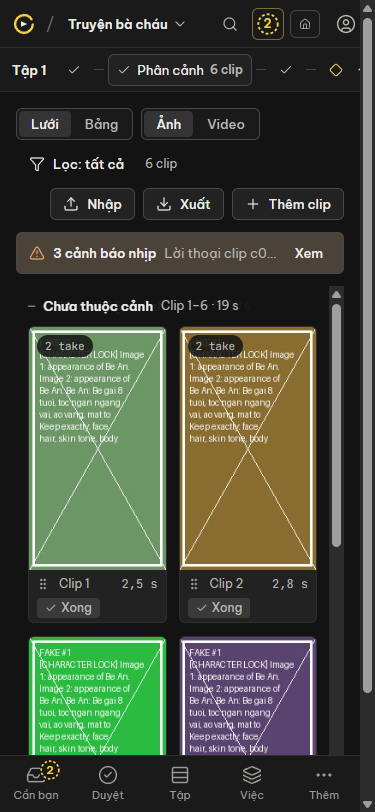 / Truyện bà cháu
2
Tập 1
Phân cảnh 6 clip
Lưới Bảng Ảnh Video
Lọc: tất cả 6 clip
Nhập Xuất Thêm clip
3 cảnh báo nhịp Lời thoại clip c0... Xem
Chưa thuộc cảnh Clip 1–6 · 19 s
2 take
LOCK] Image
1: appearance of Be An.
Image 2: appearance of
Be An. Be An: Be gai 8
tuoi, toc ngan ngang
vai, ao vang, mat to
Keep exactly: face,
hair, skin tone, body
Clip 1 2,5 s
Xong
2 take
LOCK] Image
1: appearance of Be An.
Image 2: appearance of
Be An. Be An: Be gai 8
tuoi, toc ngan ngang
vai, ao vang, mat to
Keep exactly: face,
hair, skin tone, body
Clip 2 2,8 s
Xong
FAKE #1
[CHARACTER LOCK] Image
1: appearance of Be An.
Image 2: appearance of
Be An. Be An: Be gai 8
tuoi, toc ngan ngang
vai, ao vang, mat to
Keep exactly: face,
hair, skin tone, body
FAKE #1
[CHARACTER LOCK] Image
1: appearance of Be An.
Image 2: appearance of
Be An. Be An: Be gai 8
tuoi, toc ngan ngang
vai, ao vang, mat to
Keep exactly: face,
hair, skin tone, body
2
Cần bạn Duyệt Tập Việc Thêm